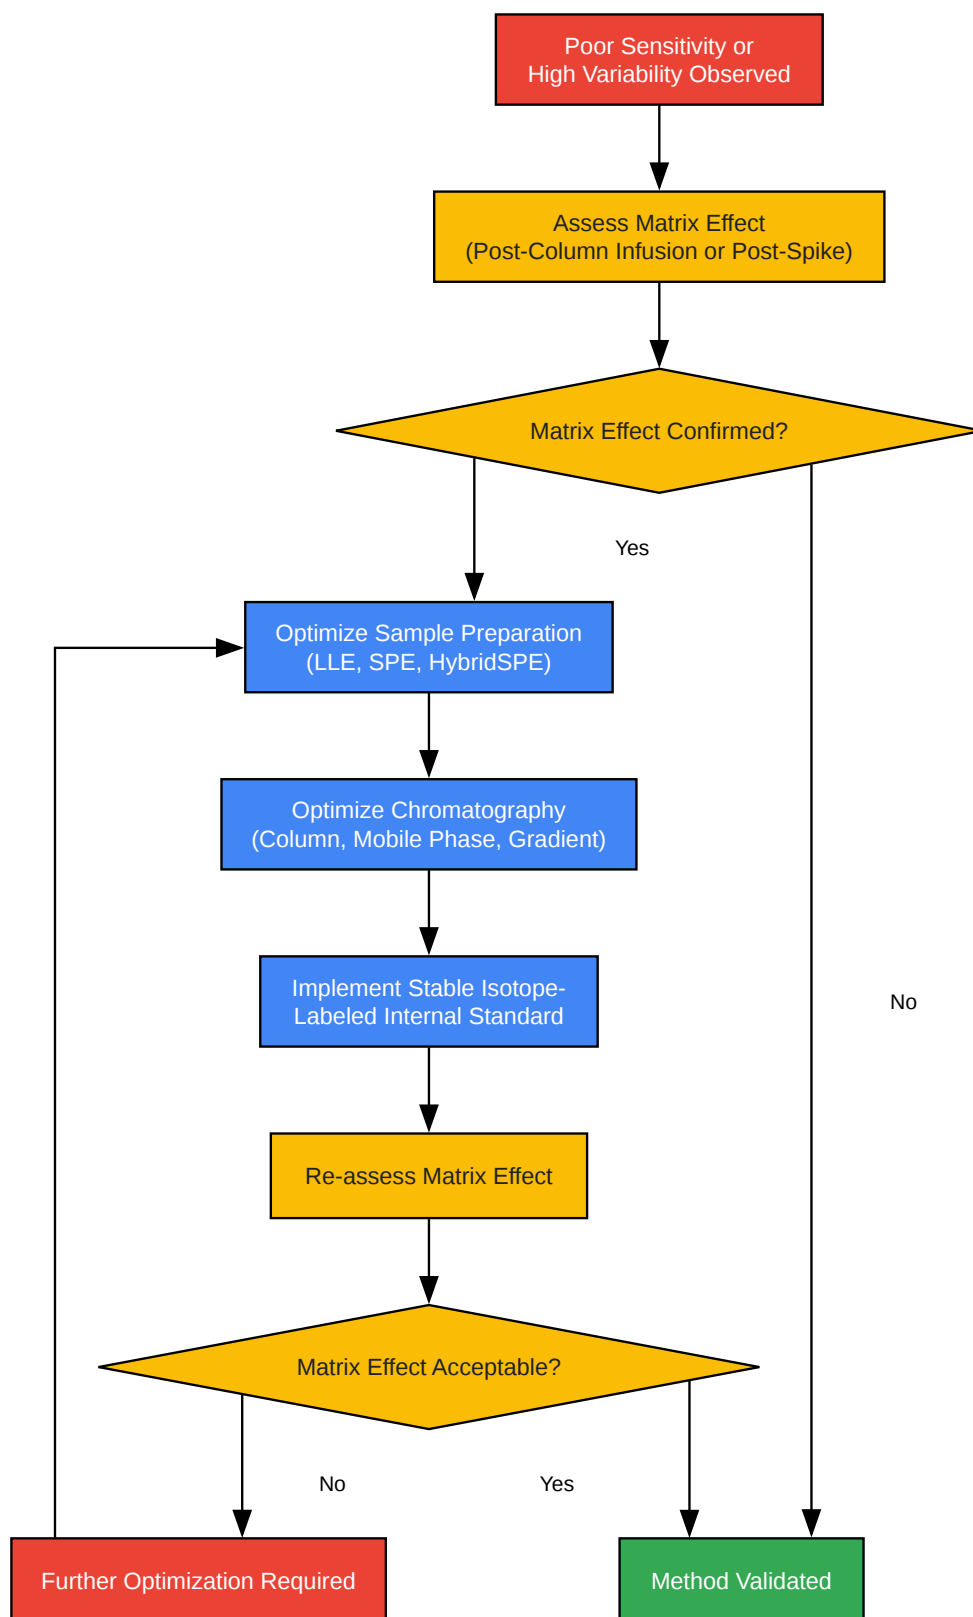 Poor Sensitivity or
High Variability Observed
Assess Matrix Effect
(Post-Column Infusion or Post-Spike)
Matrix Effect Confirmed?
Yes
Optimize Sample Preparation
(LLE, SPE, HybridSPE)
Optimize Chromatography
(Column, Mobile Phase, Gradient)
Implement Stable Isotope-
Labeled Internal Standard
No
Re-assess Matrix Effect
Matrix Effect Acceptable?
No
Yes
Further Optimization Required
Method Validated